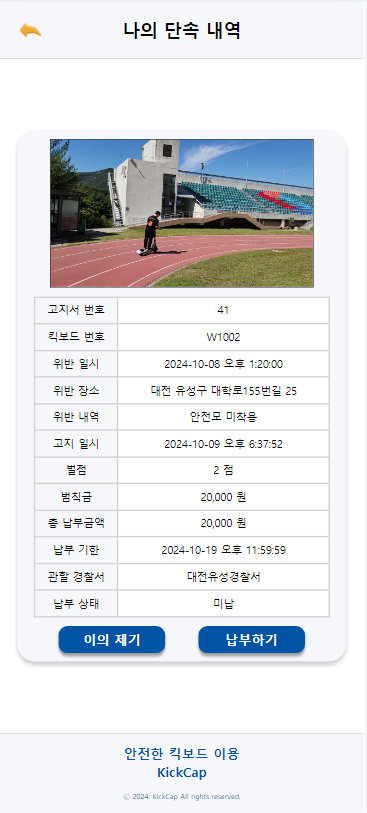 나의 단속 내역
고지서 번호 41
킥보드 번호 W1002
위반 일시 2024-10-08 오후 1:20:00
위반 장소 대전 유성구 대학로155번길 25
위반 내역 안전모 미착용
고지 일시 2024-10-09 오후 6:37:52
벌점 2 점
범칙금 20,000 원
총 납부금액 20,000 원
납부 기한 2024-10-19 오후 11:59:59
관할 경찰서 대전유성경찰서
납부 상태 미납
이의 제기 납부하기
안전한 킥보드 이용
KickCap
ⓒ 2024. KickCap All rights reserved.